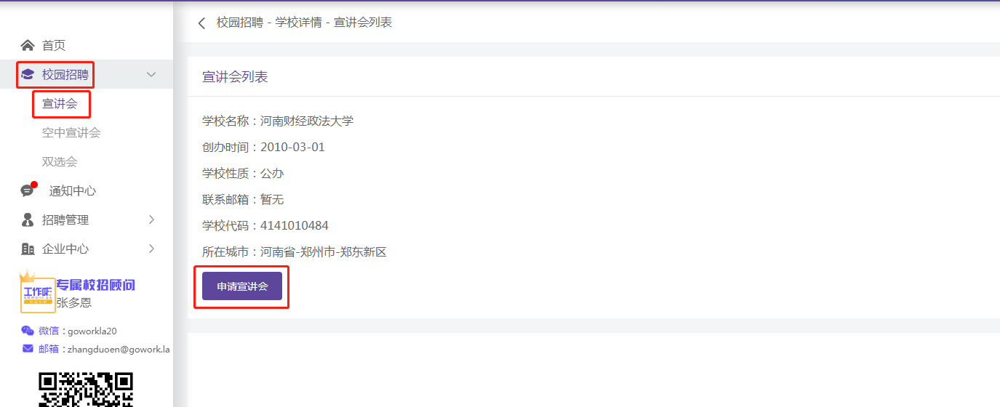 首页
校园招聘
宣讲会
空中宣讲会
双选会
通知中心
招聘管理
企业中心
工作啦
GOWORK.LA
专属校招顾问
张多恩
微信：goworkla20
邮箱：zhangduoen@gowork.la
校园招聘 - 学校详情 - 宣讲会列表
宣讲会列表
学校名称：河南财经政法大学
创办时间：2010-03-01
学校性质：公办
联系邮箱：暂无
学校代码：4141010484
所在城市：河南省-郑州市-郑东新区
申请宣讲会